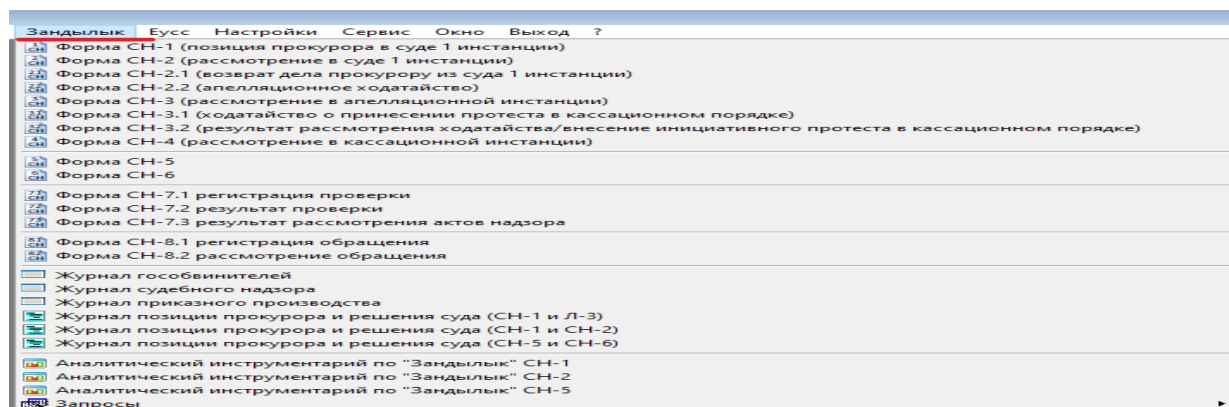 Зандылык Еусс Настройки Сервис Окно Выход ?
Форма СН-1 (позиция прокурора в суде 1 инстанции)
Форма СН-2 (рассмотрение в суде 1 инстанции)
Форма СН-2.1 (возврат дела прокурору из суда 1 инстанции)
Форма СН-2.2 (апелляционное ходатайство)
Форма СН-3 (рассмотрение в апелляционной инстанции)
Форма СН-3.1 (ходатайство о принесении протеста в кассационном порядке)
Форма СН-3.2 (результат рассмотрения ходатайства/внесение инициативного протеста в кассационном порядке)
Форма СН-4 (рассмотрение в кассационной инстанции)
Форма СН-5
Форма СН-6
Форма СН-7.1 регистрация проверки
Форма СН-7.2 результат проверки
Форма СН-7.3 результат рассмотрения актов надзора
Форма СН-8.1 регистрация обращения
Форма СН-8.2 рассмотрение обращения
Журнал гособвинителей
Журнал судебного надзора
Журнал приказного производства
Журнал позиции прокурора и решения суда (СН-1 и Л-3)
Журнал позиции прокурора и решения суда (СН-1 и СН-2)
Журнал позиции прокурора и решения суда (СН-5 и СН-6)
Аналитический инструментарий по "Зандылык" СН-1
Аналитический инструментарий по "Зандылык" СН-2
Аналитический инструментарий по "Зандылык" СН-5
Запросы